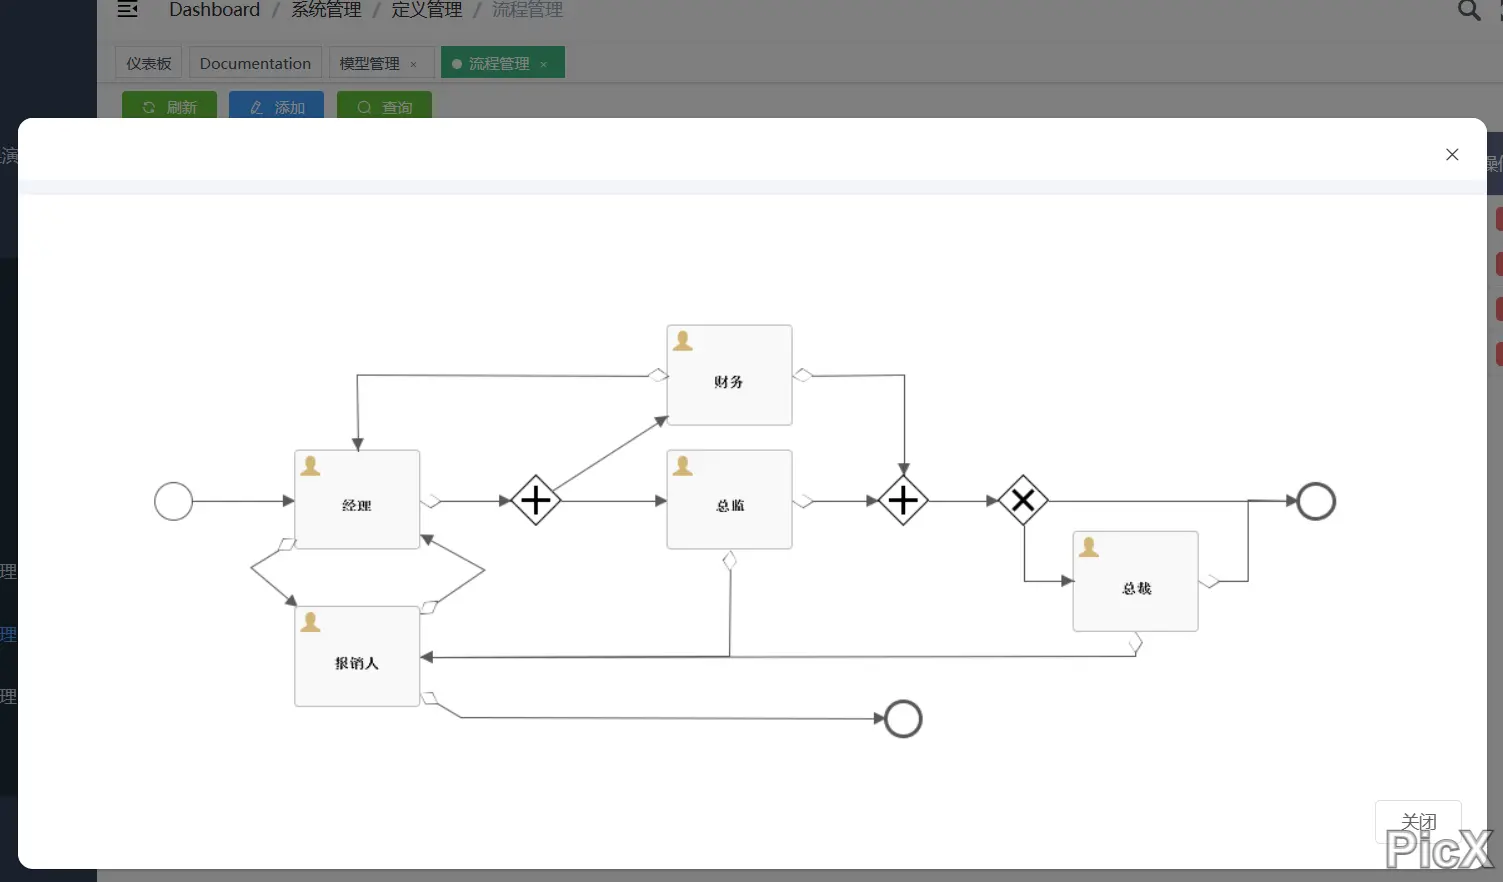 Dashboard / 系统管理 / 定义管理 / 流程管理
仪表板 Documentation 模型管理 × 流程管理 ×
刷新 添加 查询
演
操
财务
经理
总监
总裁
报销人
理
理
理
关闭
PicX